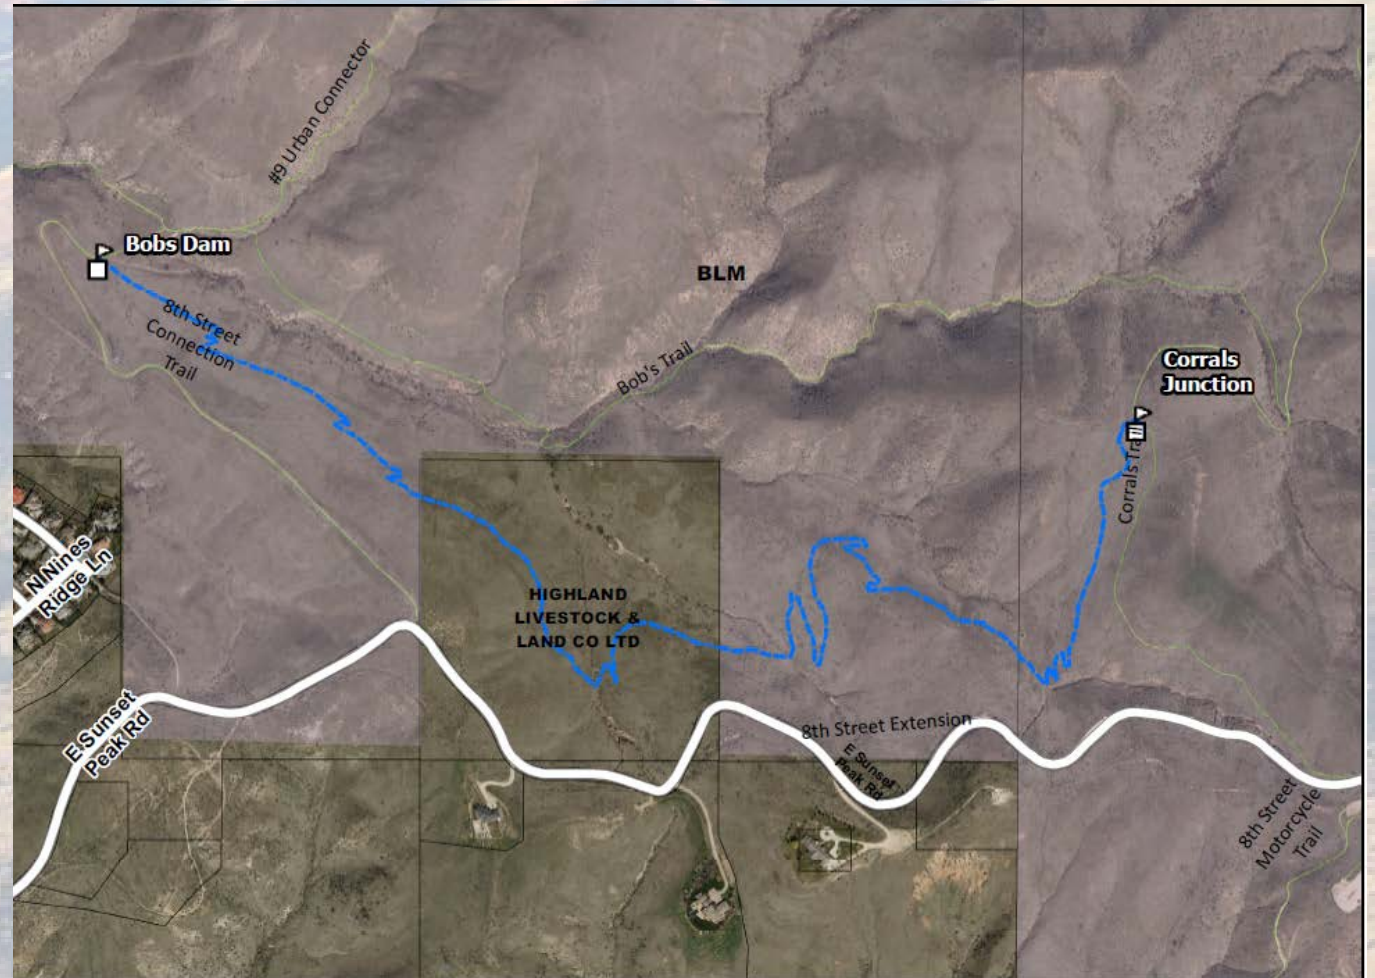 #9 Urban Connector
Bobs Dam
BLM
8th Street
Connection
Trail
Bob's Trail
Corrals
Junction
Corrals Tra
N Nines
Ridge Ln
HIGHLAND
LIVESTOCK &
LAND CO LTD
E Sunset
Peak Rd
8th Street Extension
E Sunset
Peak Rd
8th Street
Motorcycle
Trail